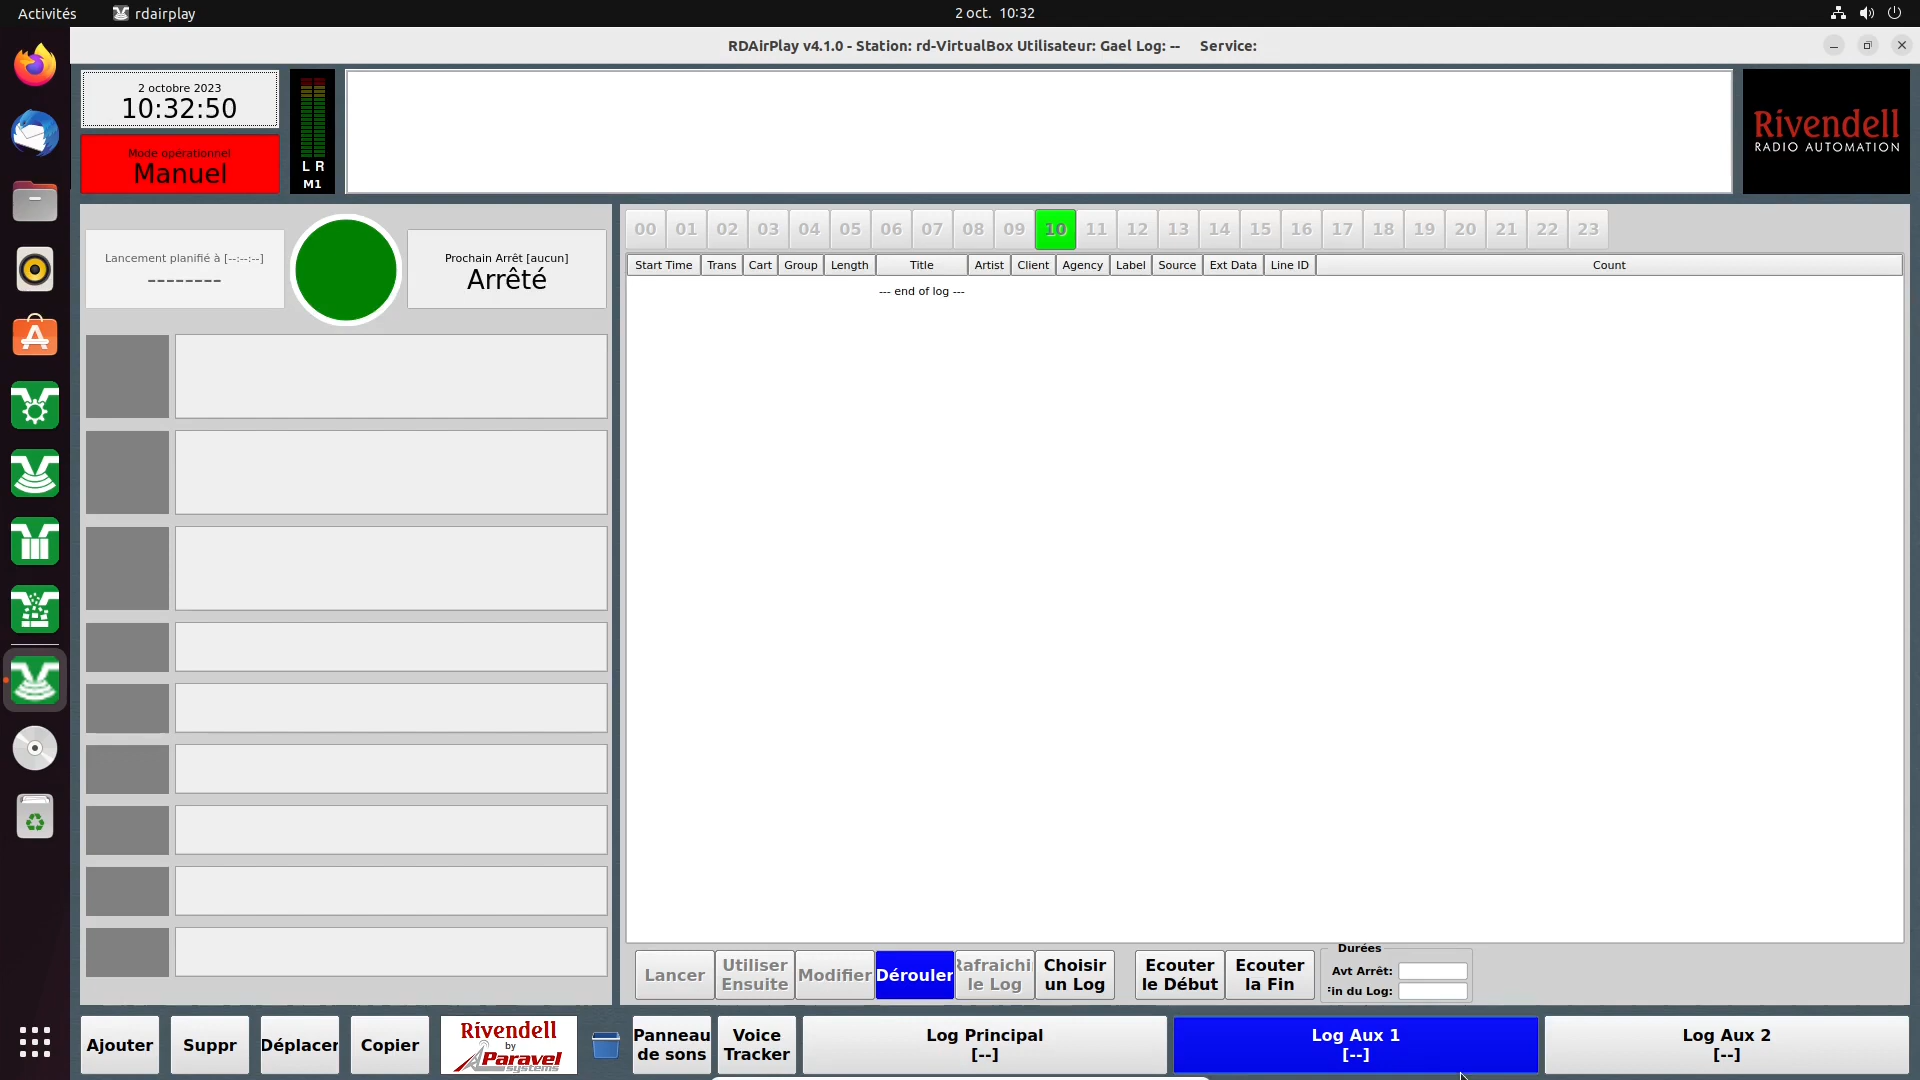 Activités
rdairplay
2 oct. 10:32
RDAirPlay v4.1.0 - Station: rd-VirtualBox Utilisateur: Gael Log: -- Service:
2 octobre 2023
10:32:50
Mode opérationnel
Manuel
L R
M1
Rivendell
RADIO AUTOMATION
Lancement planifié à [--:--:--]
--------
Prochain Arrêt [aucun]
Arrêté
00 01 02 03 04 05 06 07 08 09 10 11 12 13 14 15 16 17 18 19 20 21 22 23
Start Time Trans Cart Group Length Title Artist Client Agency Label Source Ext Data Line ID Count
--- end of log ---
Lancer
Utiliser
Ensuite
Modifier
Dérouler
Rafraichi
le Log
Choisir
un Log
Ecouter
le Début
Ecouter
la Fin
Durées
Avt Arrêt:
Fin du Log:
Ajouter
Suppr
Déplacer
Copier
Rivendell
by
Paravel
systems
Panneau
de sons
Voice
Tracker
Log Principal
[--]
Log Aux 1
[--]
Log Aux 2
[--]